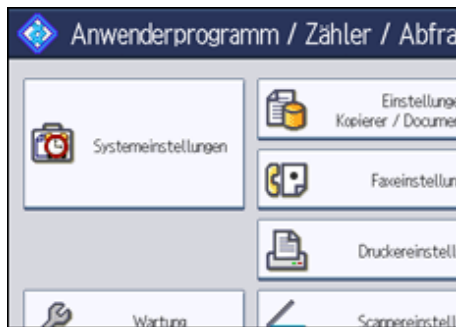 Anwenderprogramm / Zähler / Abfra
Systemeinstellungen
Einstellunge
Kopierer / Documen
Faxeinstellun
Druckereinstell
Wartung
Scannereinstell